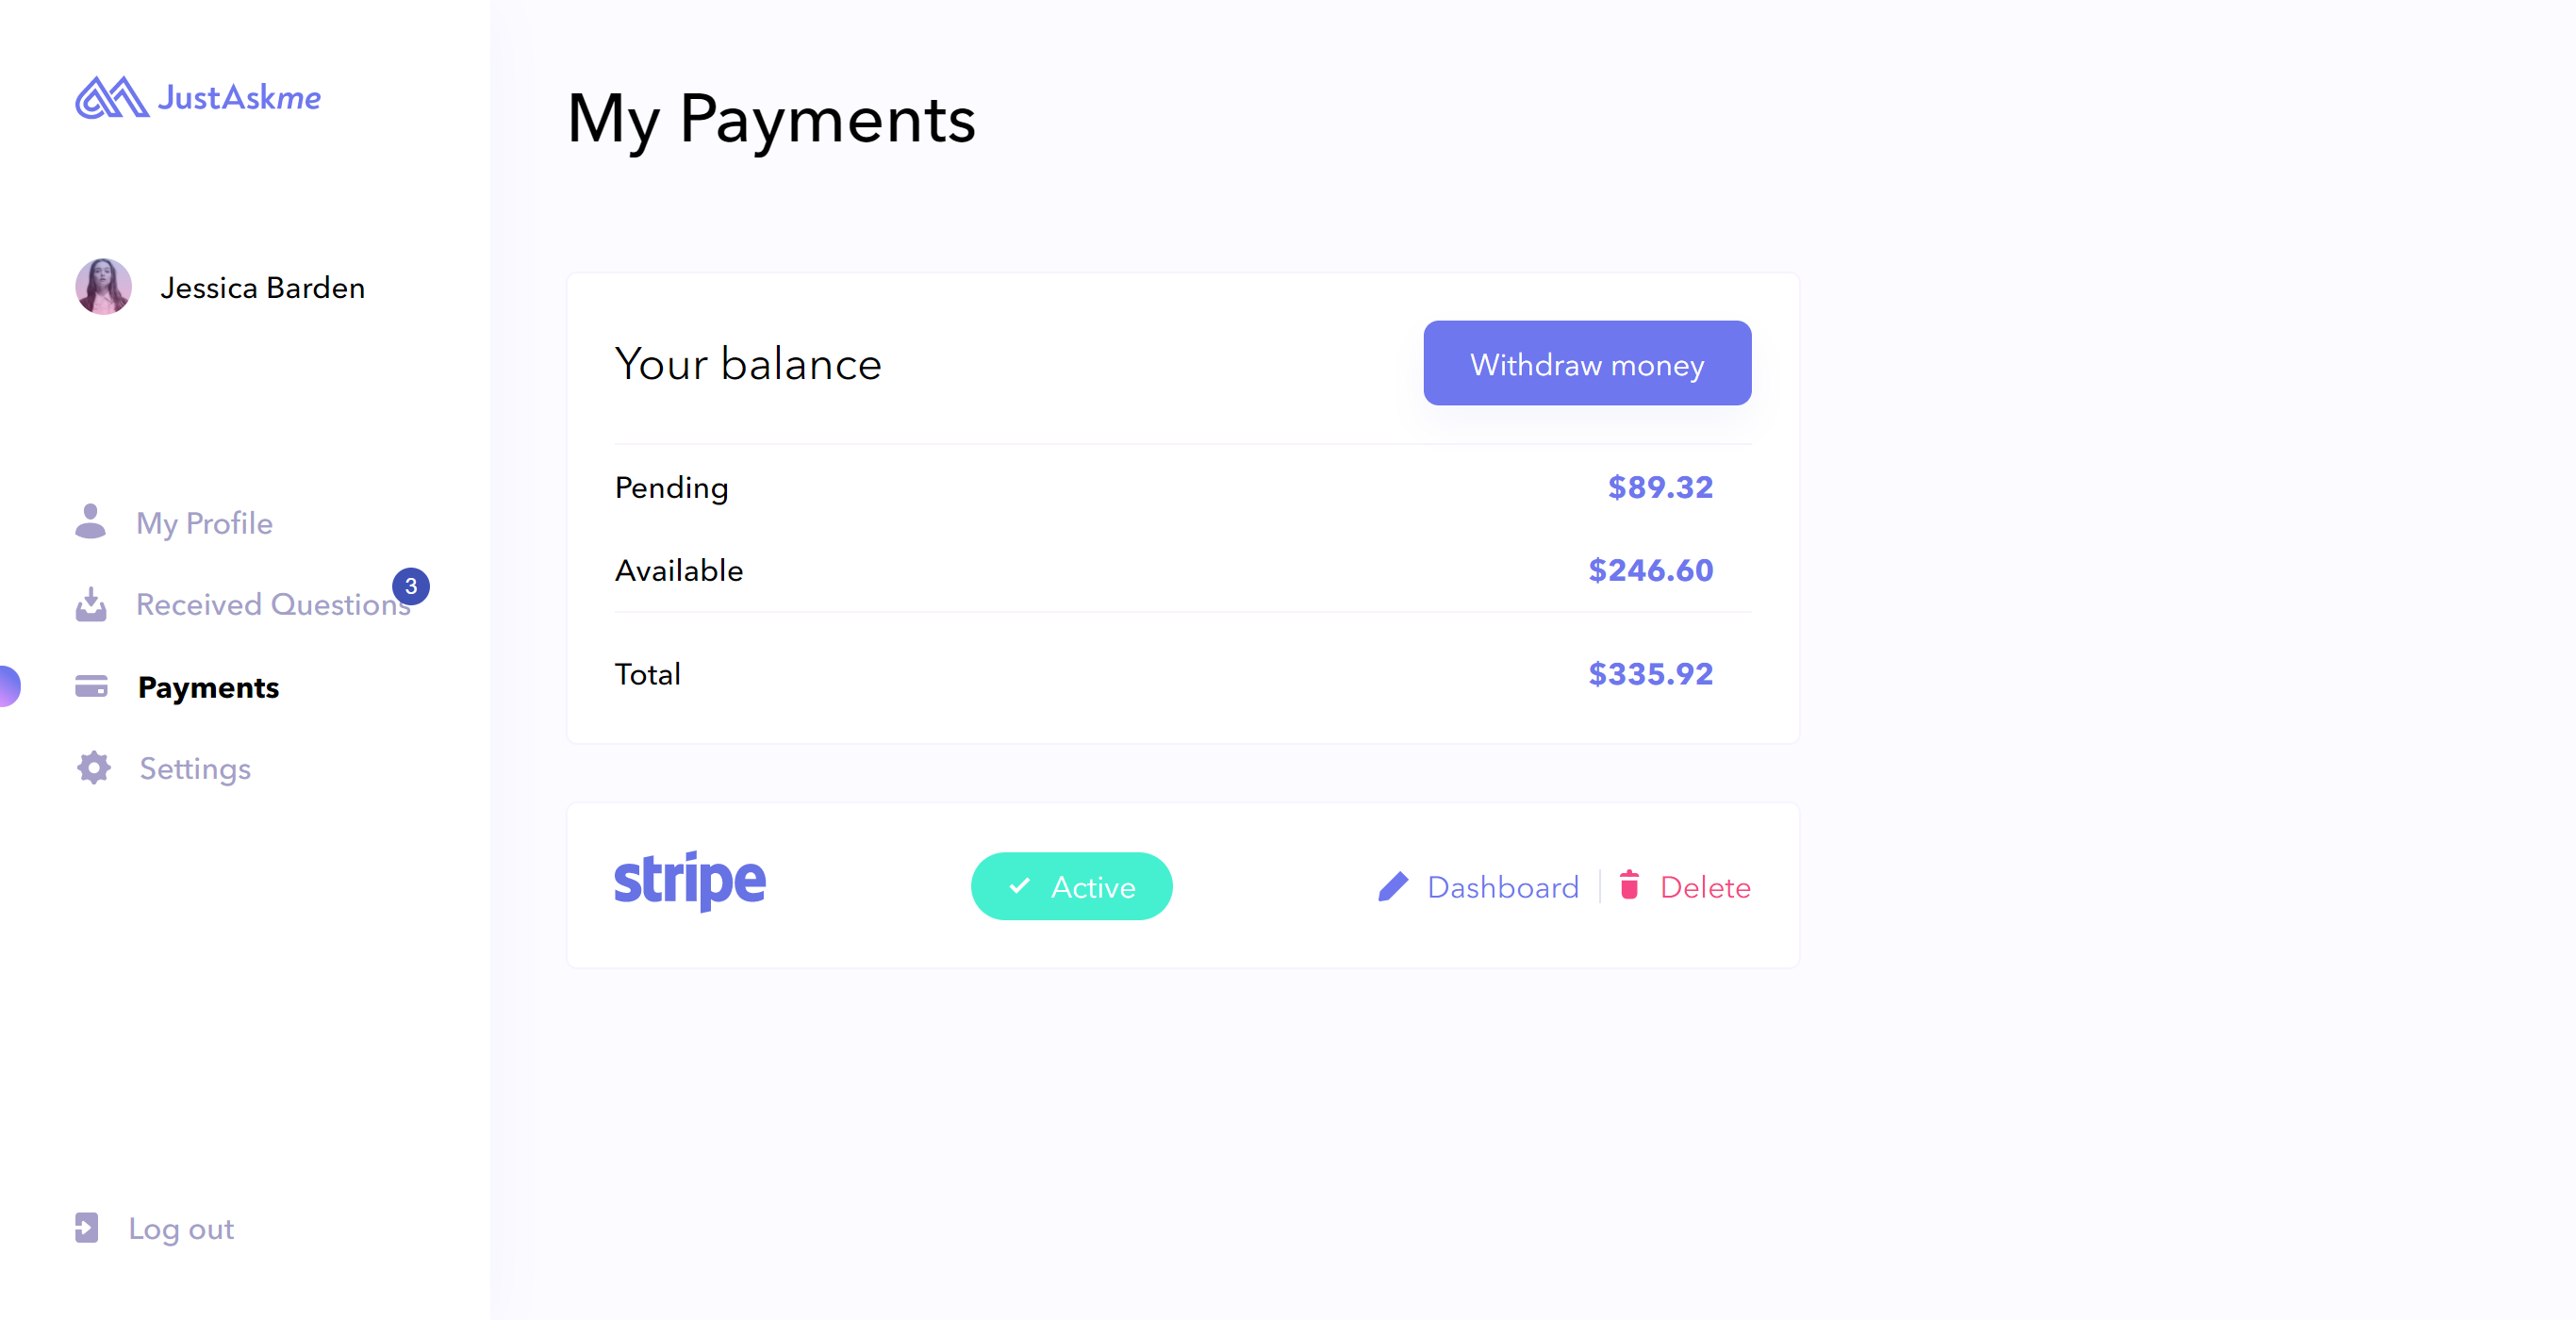 JustAskme
Jessica Barden
My Profile
Received Questions 3
Payments
Settings
Log out
My Payments
Your balance
Withdraw money
Pending $89.32
Available $246.60
Total $335.92
stripe Active Dashboard Delete